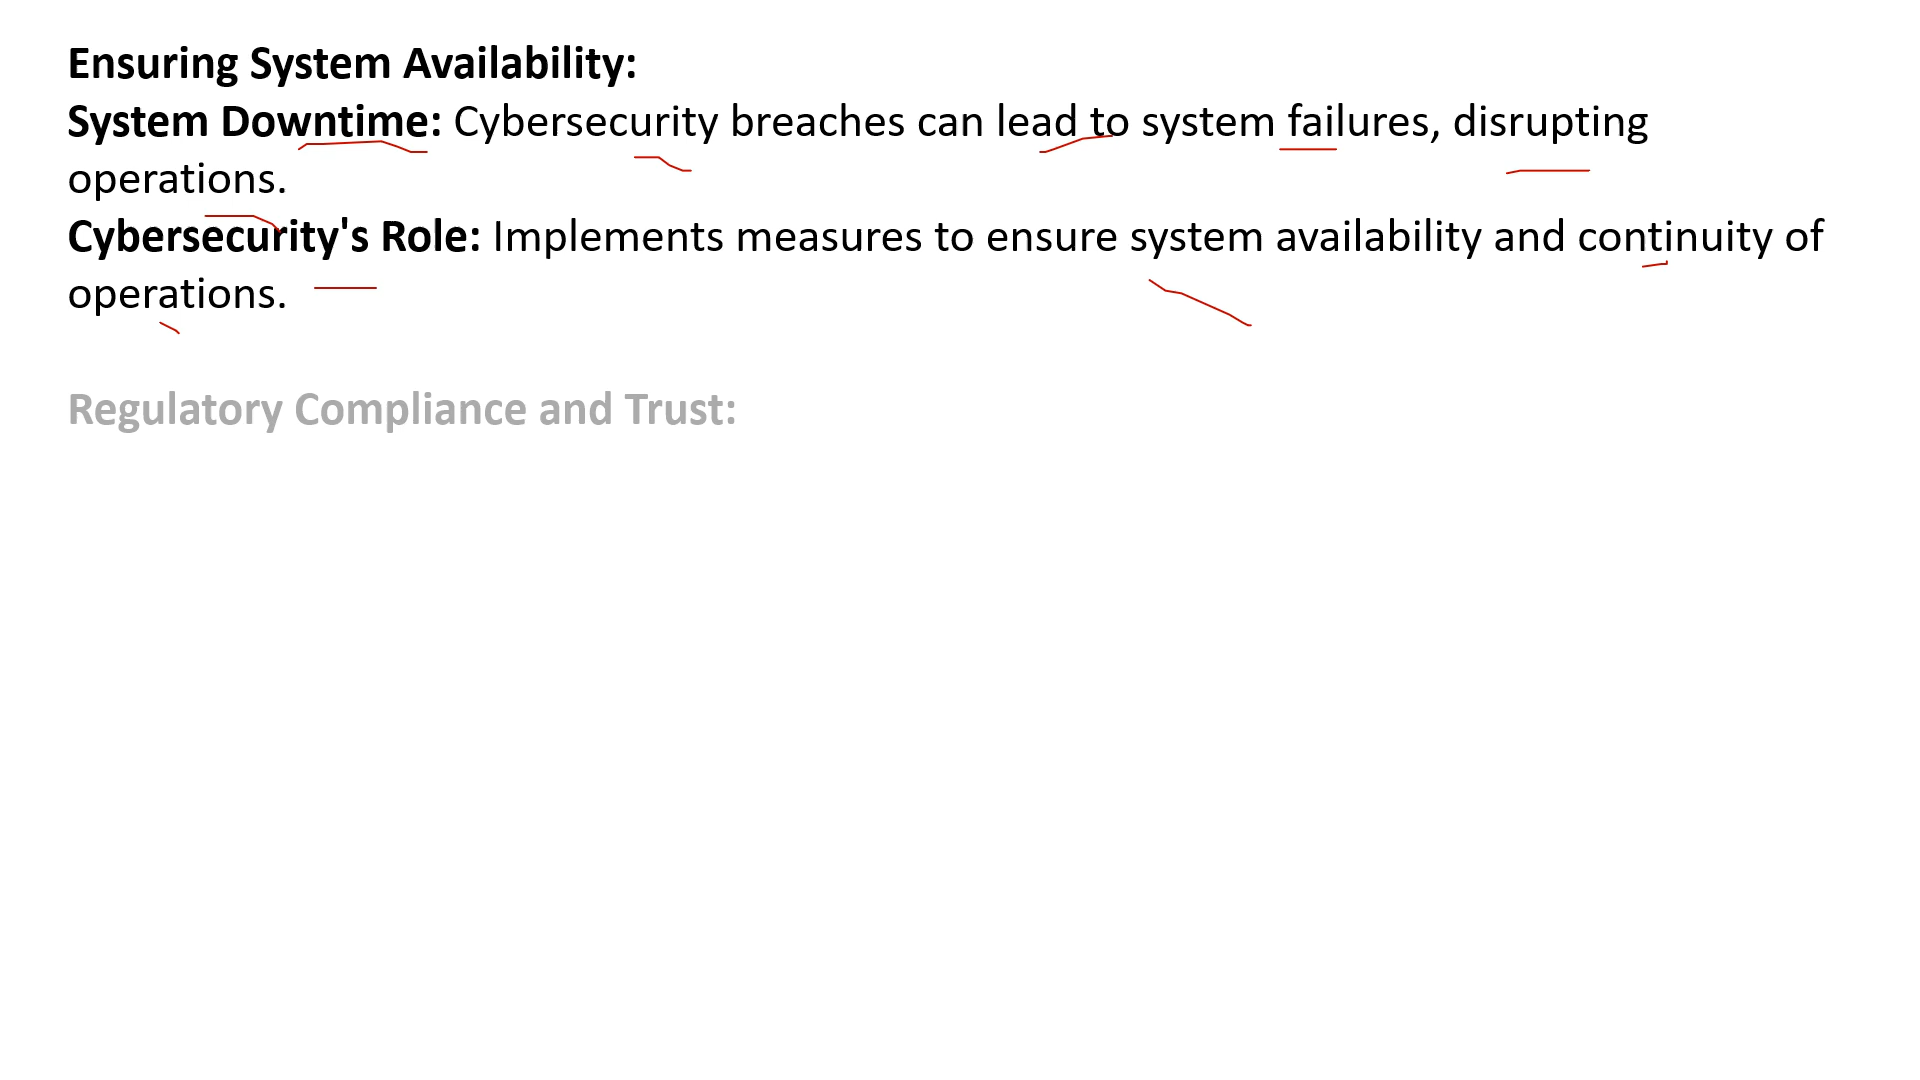 Ensuring System Availability:
System Downtime: Cybersecurity breaches can lead to system failures, disrupting
operations.
Cybersecurity's Role: Implements measures to ensure system availability and continuity of
operations.
Regulatory Compliance and Trust: